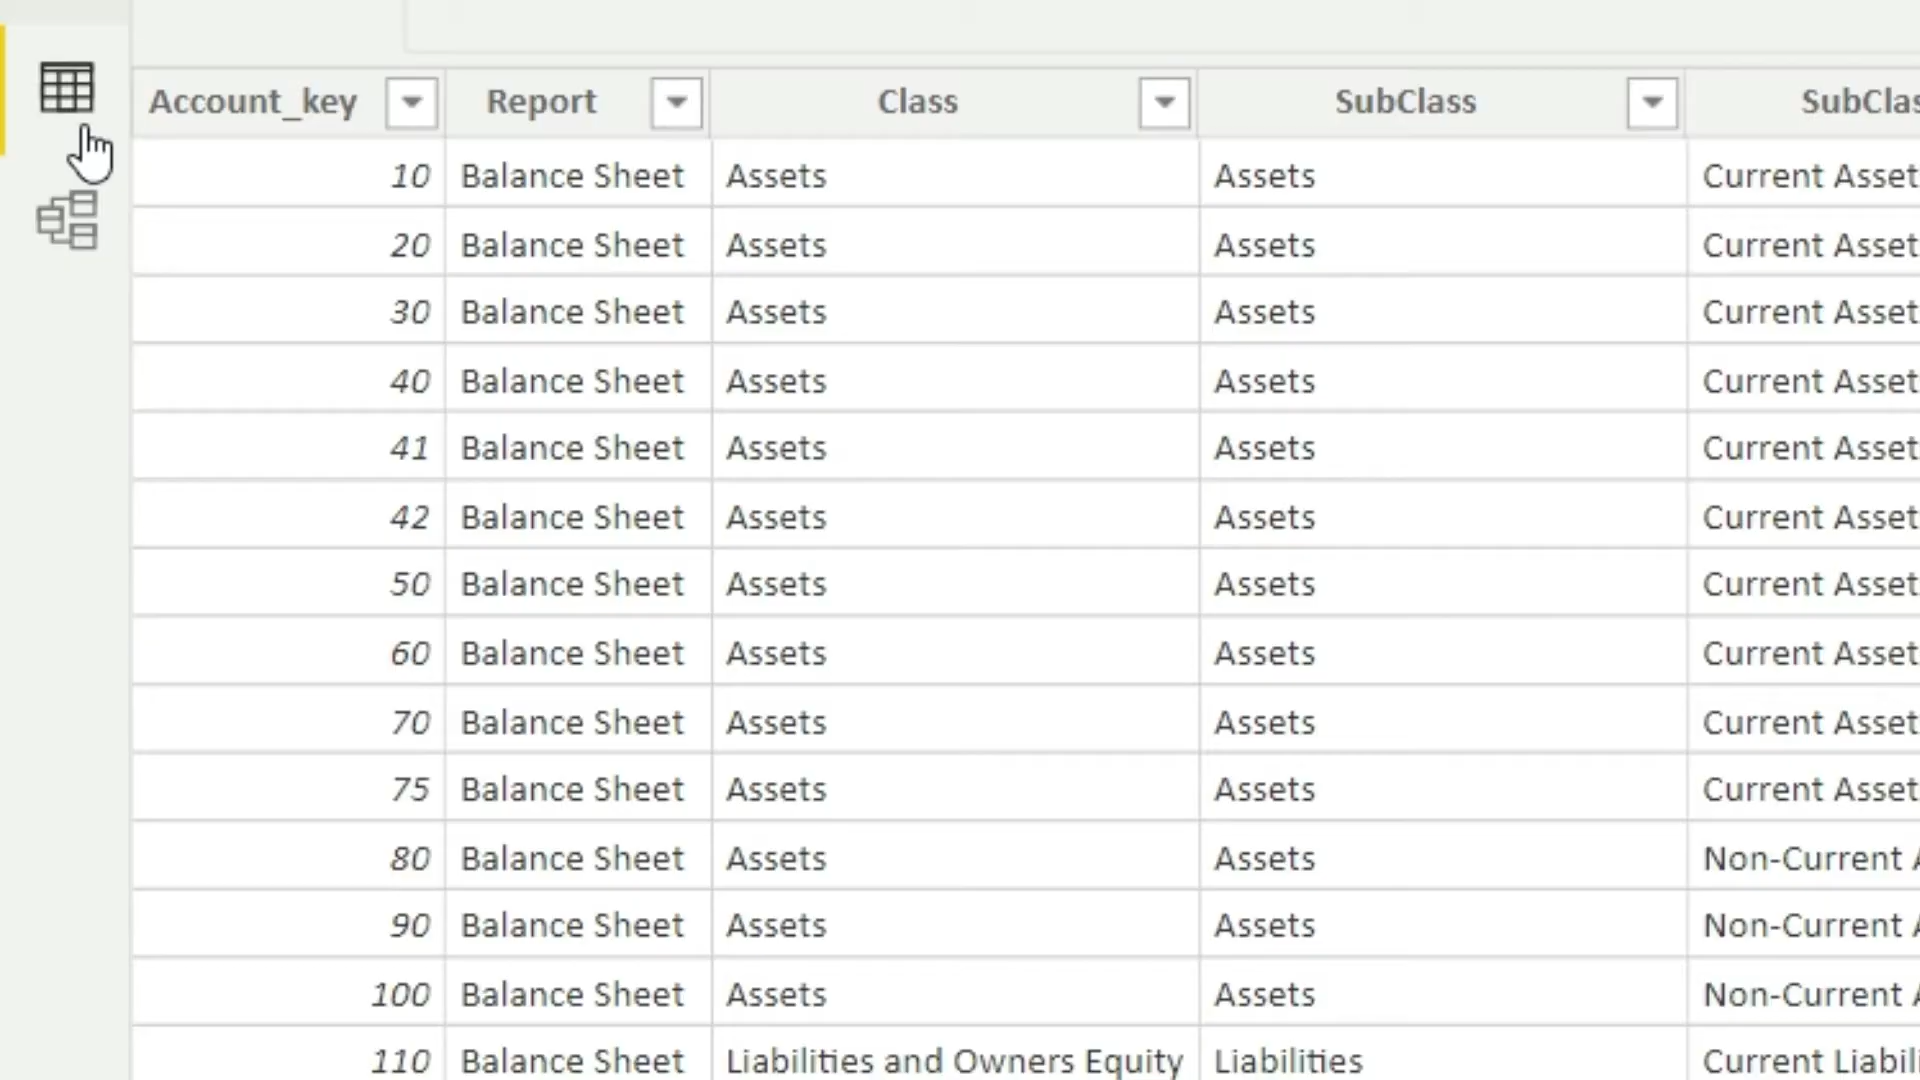 Account_key Report Class SubClass SubClas
10 Balance Sheet Assets Assets Current Asset
20 Balance Sheet Assets Assets Current Asset
30 Balance Sheet Assets Assets Current Asset
40 Balance Sheet Assets Assets Current Asset
41 Balance Sheet Assets Assets Current Asset
42 Balance Sheet Assets Assets Current Asset
50 Balance Sheet Assets Assets Current Asset
60 Balance Sheet Assets Assets Current Asset
70 Balance Sheet Assets Assets Current Asset
75 Balance Sheet Assets Assets Current Asset
80 Balance Sheet Assets Assets Non-Current A
90 Balance Sheet Assets Assets Non-Current A
100 Balance Sheet Assets Assets Non-Current A
110 Balance Sheet Liabilities and Owners Equity Liabilities Current Liabili